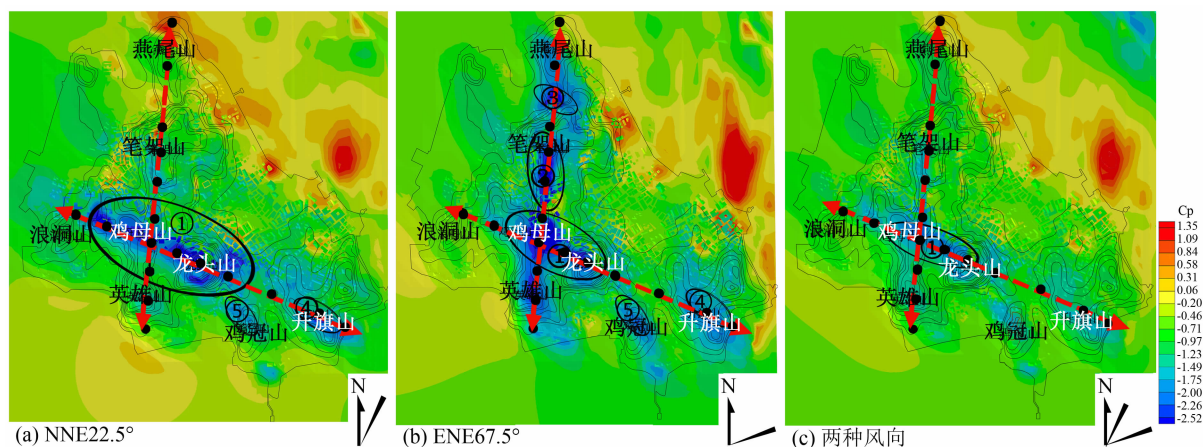 燕尾山
笔架山
①
鸡母山
浪洞山
龙头山
英雄山
④
⑤
升旗山
鸡冠山
N
(a) NNE22.5°
燕尾山
③
笔架山
②
鸡母山
浪洞山
①
龙头山
英雄山
④
⑤
升旗山
鸡冠山
N
(b) ENE67.5°
燕尾山
笔架山
鸡母山
浪洞山
①
龙头山
英雄山
升旗山
鸡冠山
N
(c) 两种风向
Cp
1.35
1.09
0.84
0.58
0.31
0.06
-0.20
-0.46
-0.71
-0.97
-1.23
-1.49
-1.75
-2.00
-2.26
-2.52